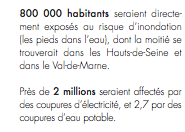 800 000 habitants seraient directe-
ment exposés au risque d'inondation
(les pieds dans l'eau), dont la moitié se
trouverait dans les Hauts-de-Seine et
dans le Val-de-Marne.
Près de 2 millions seraient affectés par
des coupures d'électricité, et 2,7 par des
coupures d'eau potable.